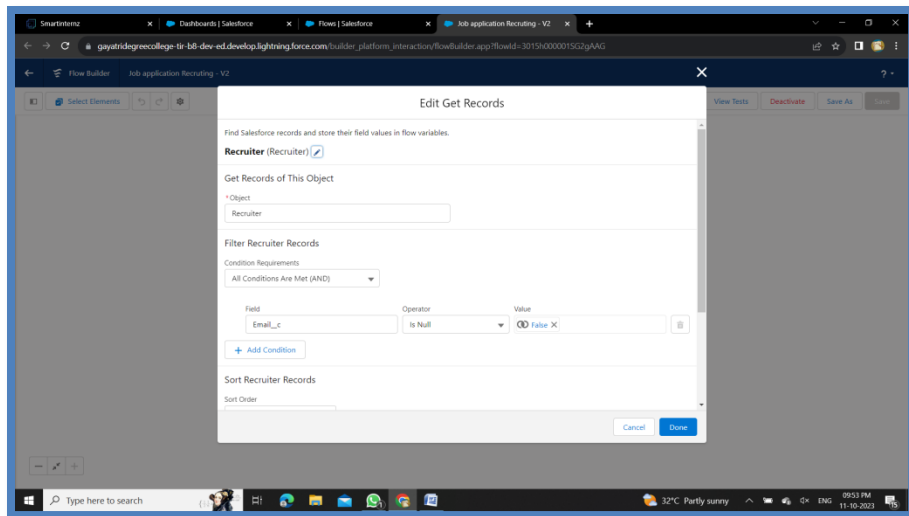 Smartinternz
Dashboards | Salesforce
Flows | Salesforce
Job application Recruting - V2
gayatridegreecollege-tir-b8-dev-ed.develop.lightning.force.com/builder_platform_interaction/flowBuilder.app?flowId=3015h000001SG2gAAG
Flow Builder Job application Recruting - V2 ?
Select Elements View Tests Deactivate Save As Save
Edit Get Records
Find Salesforce records and store their field values in flow variables.
Recruiter (Recruiter)
Get Records of This Object
* Object
Recruiter
Filter Recruiter Records
Condition Requirements
All Conditions Are Met (AND)
Field Operator Value
Email__c Is Null False
+ Add Condition
Sort Recruiter Records
Sort Order
Cancel Done
Type here to search 32°C Partly sunny ENG 09:53 PM
11-10-2023